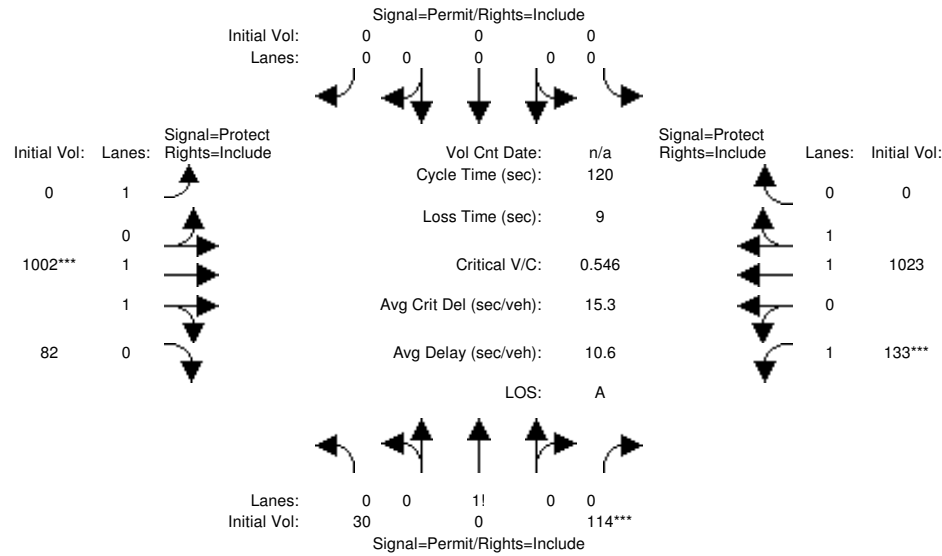 Signal=Permit/Rights=Include
Initial Vol: 0 0 0
Lanes: 0 0 0 0 0
Signal=Protect
Initial Vol: Lanes: Rights=Include
Vol Cnt Date: n/a
Signal=Protect
Rights=Include Lanes: Initial Vol:
Cycle Time (sec): 120
0 1
0 0
Loss Time (sec): 9
0
1
1002*** 1
Critical V/C: 0.546
1 1023
1
Avg Crit Del (sec/veh): 15.3
0
82 0
Avg Delay (sec/veh): 10.6
1 133***
LOS: A
Lanes: 0 0 1! 0 0
Initial Vol: 30 0 114***
Signal=Permit/Rights=Include